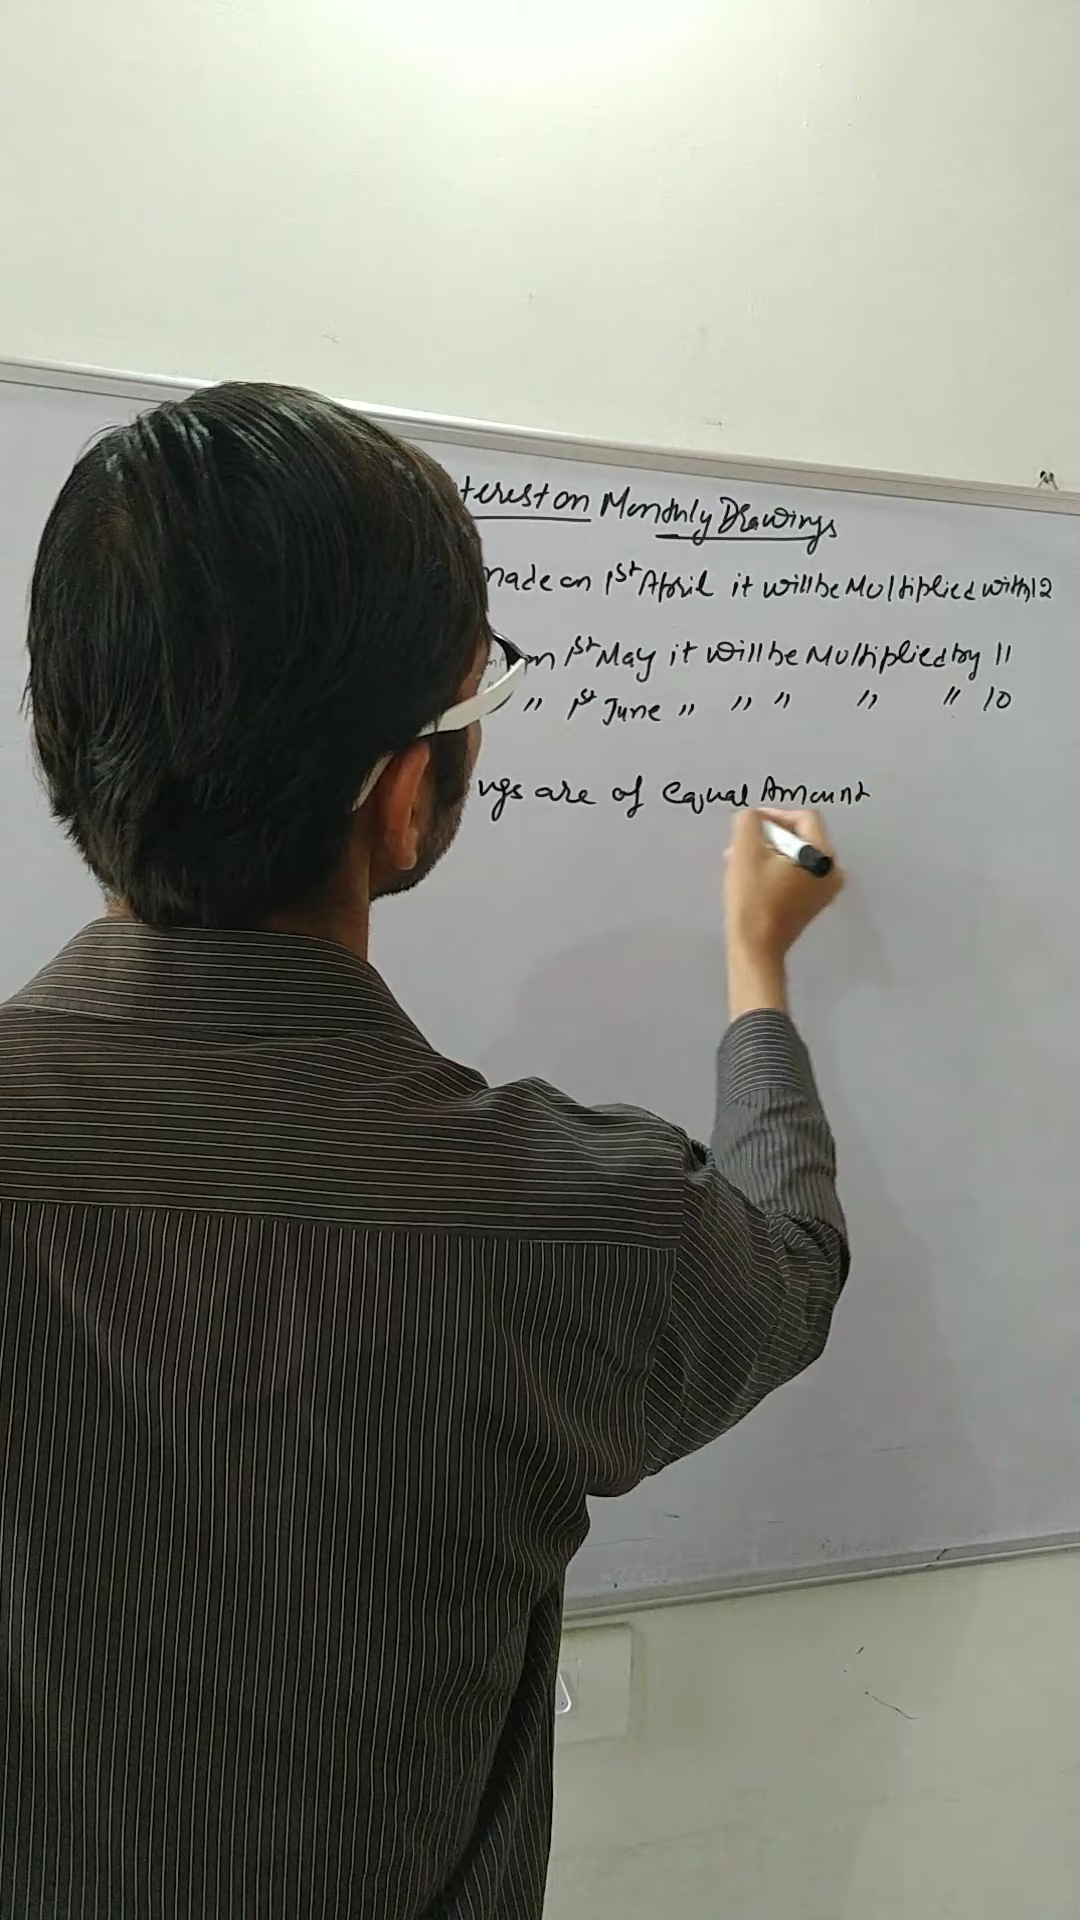 terest on Monthly Drawings
made on 1st April it will be Multiplied with 12
on 1st May it will be Multiplied by 11
" 1st June " " " " " 10
ngs are of equal Amount